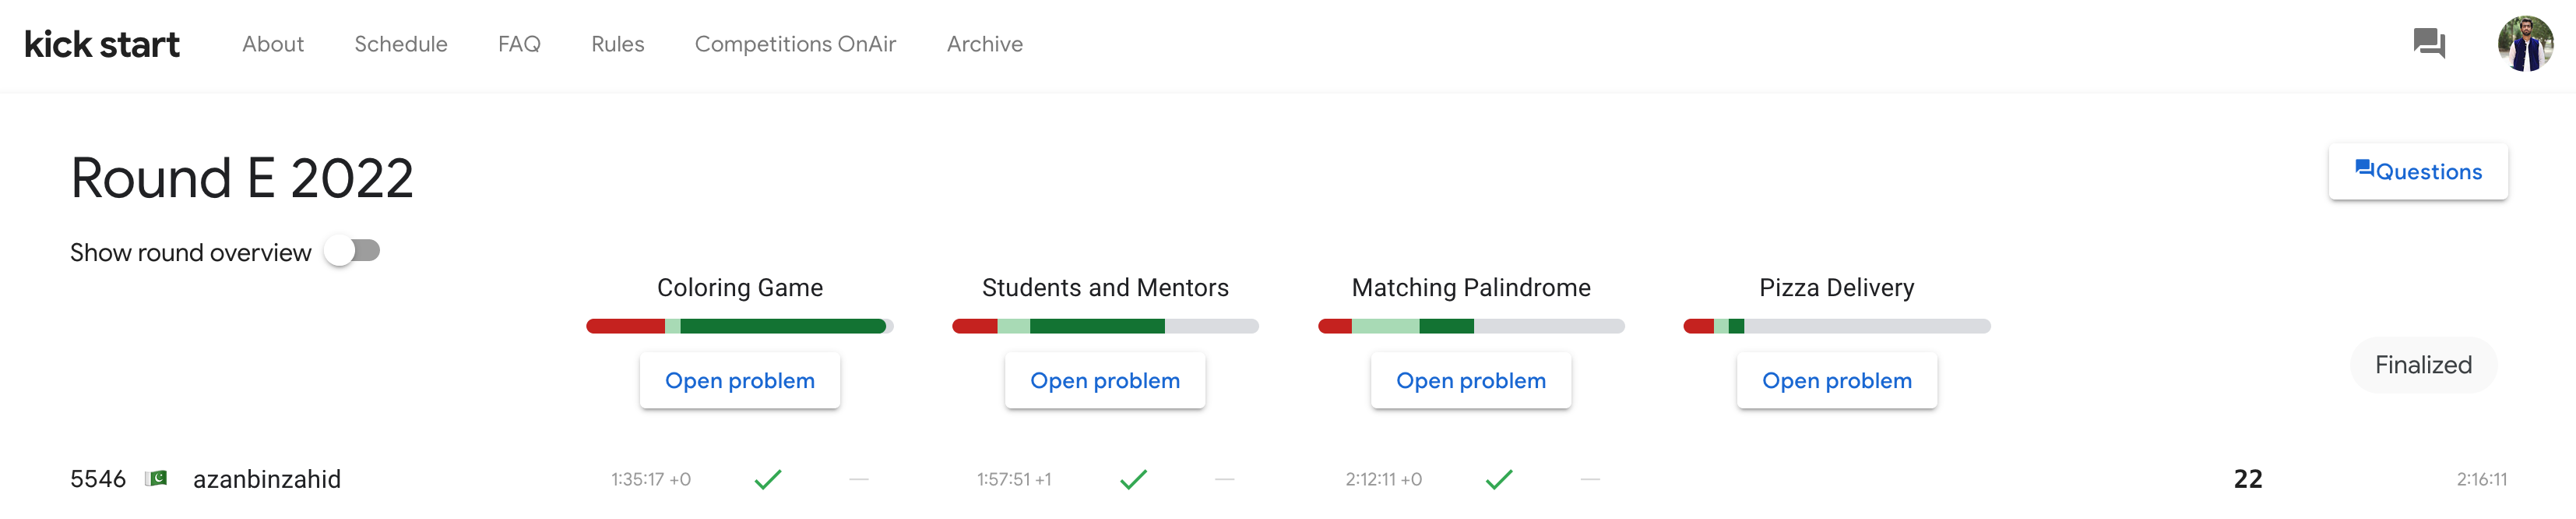 kick start About Schedule FAQ Rules Competitions OnAir Archive
Round E 2022
Questions
Show round overview
Coloring Game Students and Mentors Matching Palindrome Pizza Delivery
Open problem Open problem Open problem Open problem
Finalized
5546 azanbinzahid 1:35:17 +0 — 1:57:51 +1 — 2:12:11 +0 — 22 2:16:11